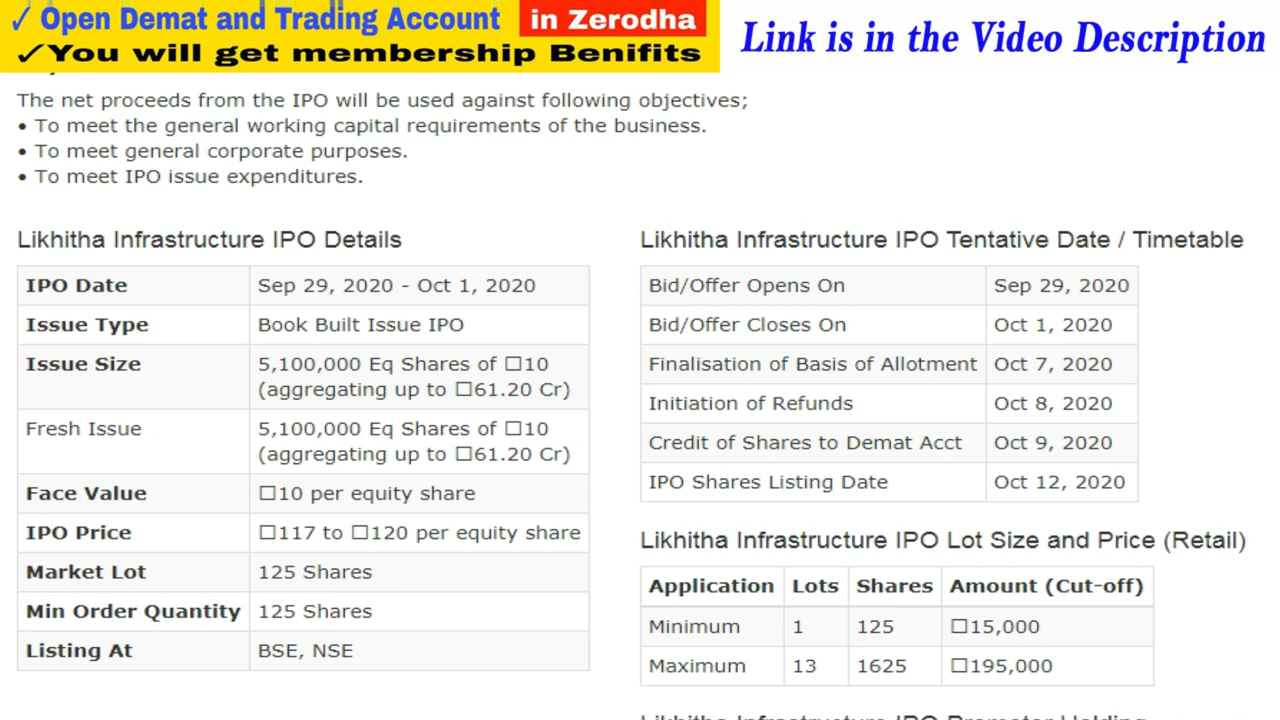 ✓ Open Demat and Trading Account in Zerodha
✓You will get membership Benifits
Link is in the Video Description
The net proceeds from the IPO will be used against following objectives;
• To meet the general working capital requirements of the business.
• To meet general corporate purposes.
• To meet IPO issue expenditures.
Likhitha Infrastructure IPO Details
IPO Date Sep 29, 2020 - Oct 1, 2020
Issue Type Book Built Issue IPO
Issue Size 5,100,000 Eq Shares of ☐10
(aggregating up to ☐61.20 Cr)
Fresh Issue 5,100,000 Eq Shares of ☐10
(aggregating up to ☐61.20 Cr)
Face Value ☐10 per equity share
IPO Price ☐117 to ☐120 per equity share
Market Lot 125 Shares
Min Order Quantity 125 Shares
Listing At BSE, NSE
Likhitha Infrastructure IPO Tentative Date / Timetable
Bid/Offer Opens On Sep 29, 2020
Bid/Offer Closes On Oct 1, 2020
Finalisation of Basis of Allotment Oct 7, 2020
Initiation of Refunds Oct 8, 2020
Credit of Shares to Demat Acct Oct 9, 2020
IPO Shares Listing Date Oct 12, 2020
Likhitha Infrastructure IPO Lot Size and Price (Retail)
Application Lots Shares Amount (Cut-off)
Minimum 1 125 ☐15,000
Maximum 13 1625 ☐195,000
Likhitha Infrastructure IPO Promoter Holding